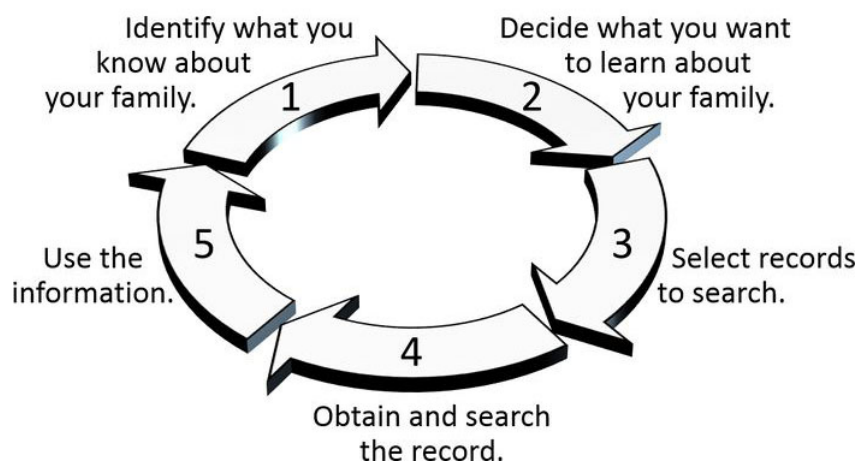 1
Identify what you
know about
your family.
2
Decide what you want
to learn about
your family.
3
Select records
to search.
4
Obtain and search
the record.
5
Use the
information.